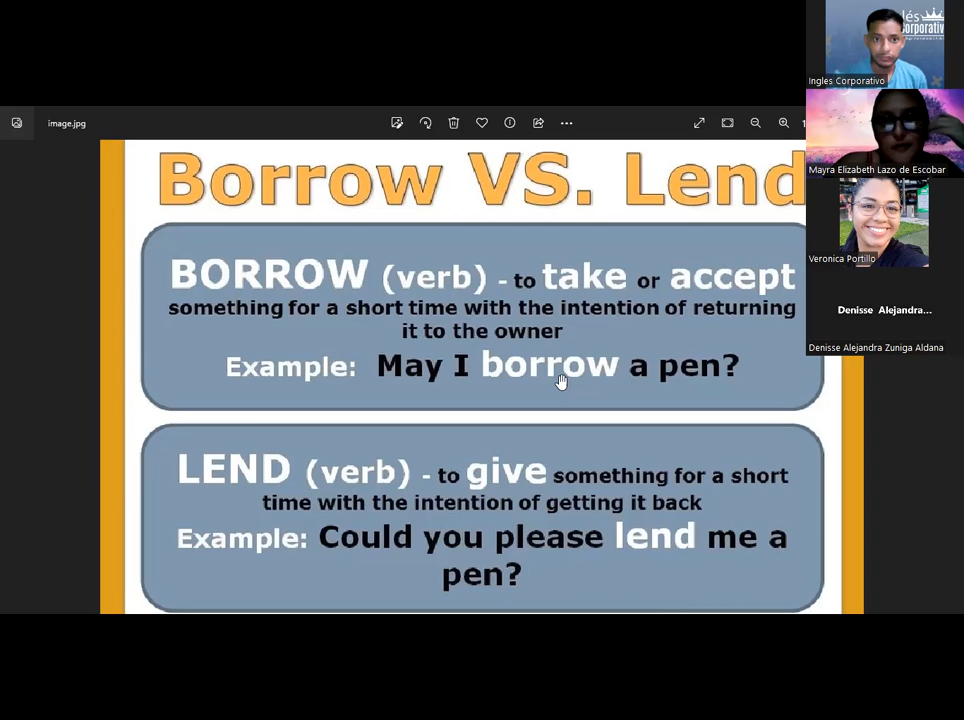 lés
Corporativ
Ingles Corporativo
image.jpg
Mayra Elizabeth Lazo de Escobar
Borrow VS. Lend
Veronica Portillo
BORROW (verb) - to take or accept
something for a short time with the intention of returning
it to the owner
Denisse Alejandra...
Denisse Alejandra Zuniga Aldana
Example: May I borrow a pen?
LEND (verb) - to give something for a short
time with the intention of getting it back
Example: Could you please lend me a
pen?